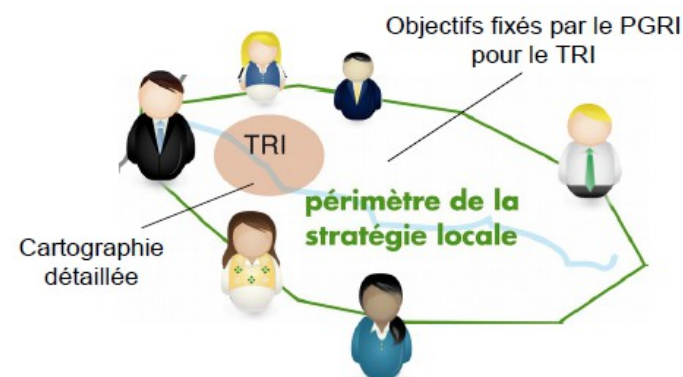 Objectifs fixés par le PGRI
pour le TRI
TRI
périmètre de la
stratégie locale
Cartographie
détaillée